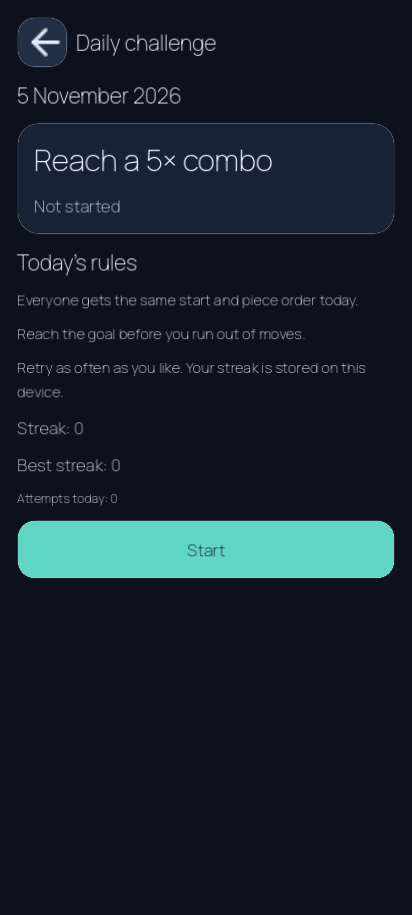 Daily challenge
5 November 2026
Reach a 5× combo
Not started
Today's rules
Everyone gets the same start and piece order today.
Reach the goal before you run out of moves.
Retry as often as you like. Your streak is stored on this
device.
Streak: 0
Best streak: 0
Attempts today: 0
Start